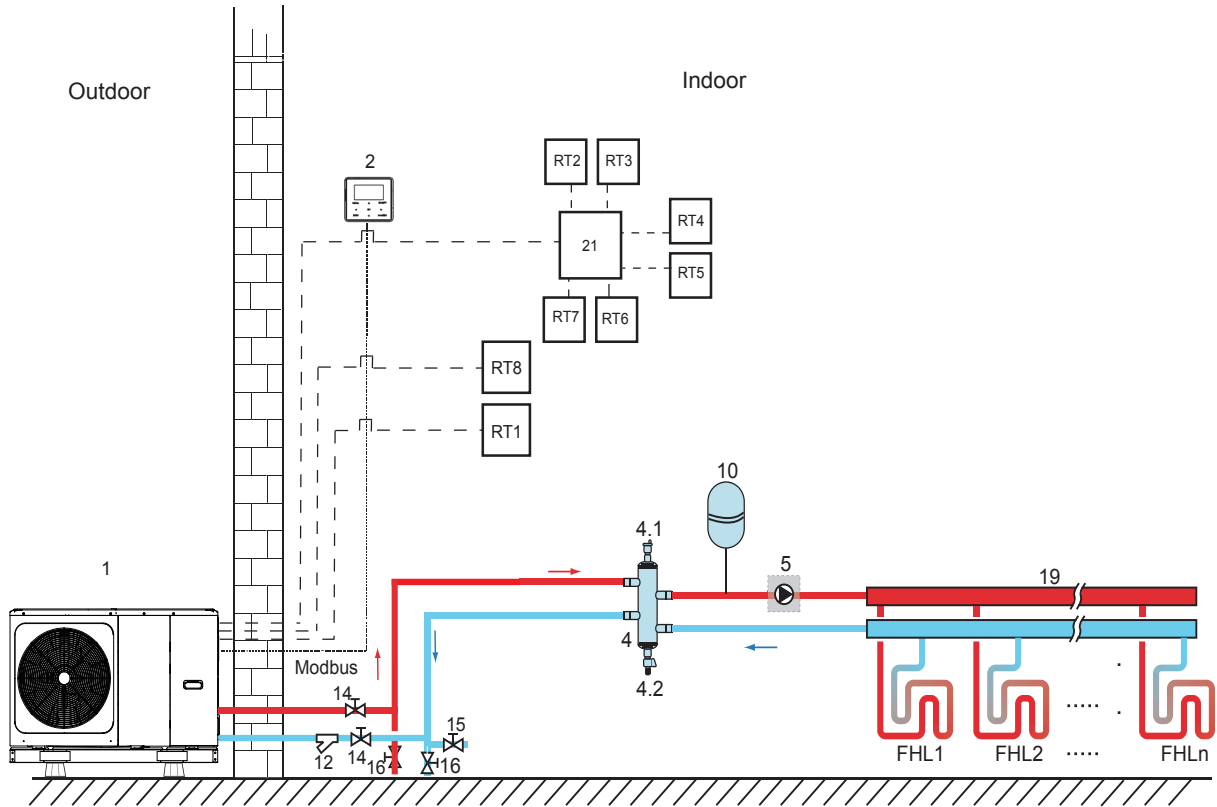 Outdoor
Indoor
2
RT2
RT3
21
RT4
RT5
RT7
RT6
RT8
RT1
10
4.1
5
19
1
4
Modbus
4.2
14
15
12
14
16
16
FHL1
FHL2
.....
.....
.
.
FHLn